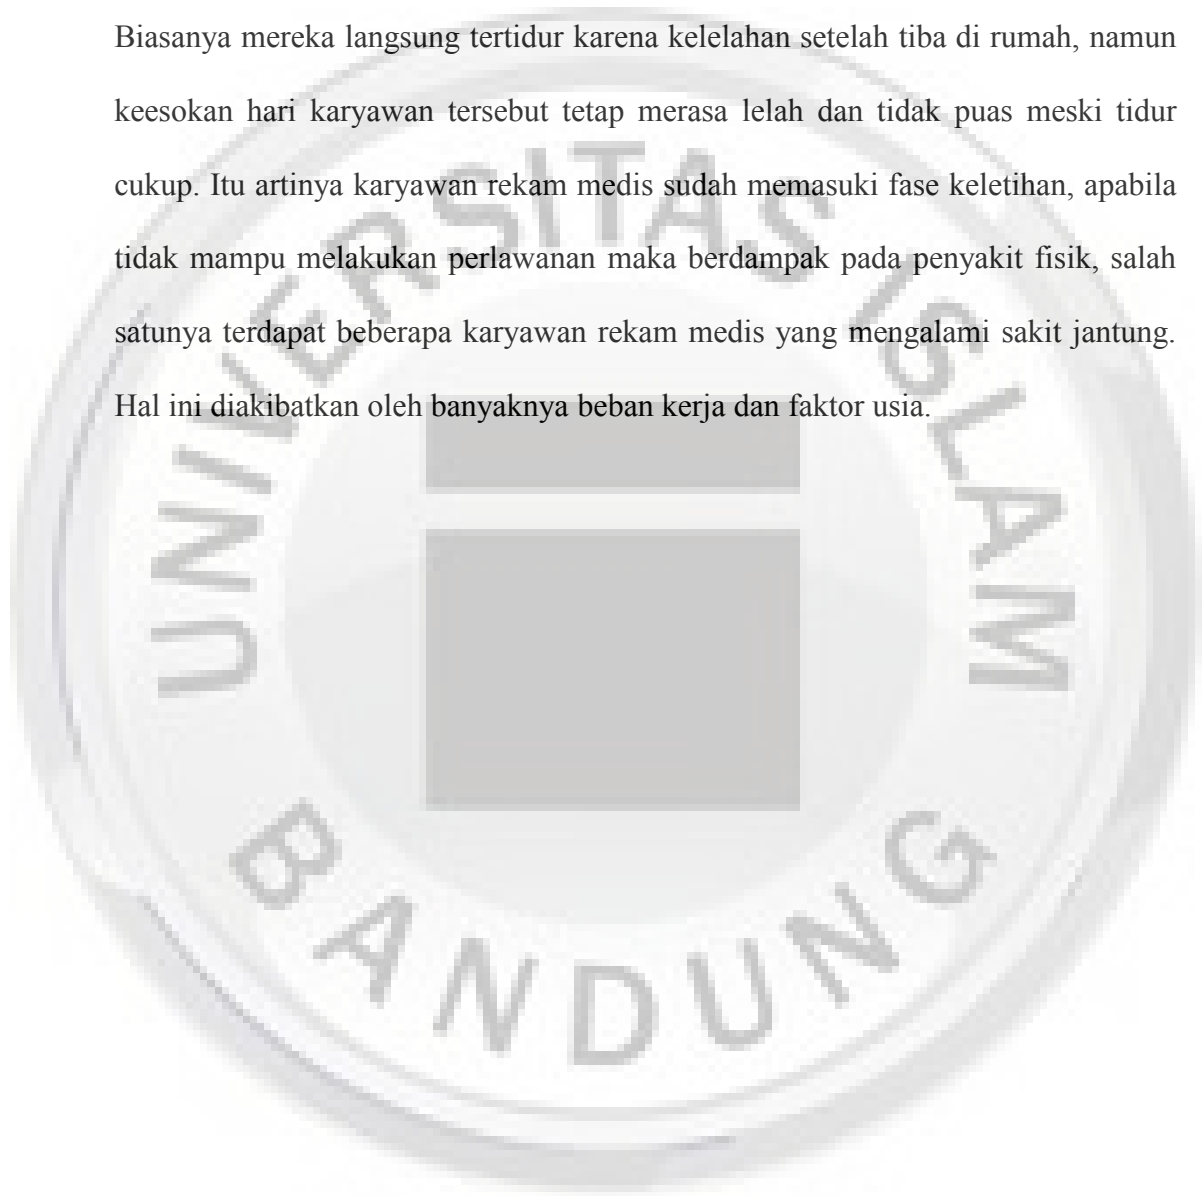 Biasanya mereka langsung tertidur karena kelelahan setelah tiba di rumah, namun
keesokan hari karyawan tersebut tetap merasa lelah dan tidak puas meski tidur
cukup. Itu artinya karyawan rekam medis sudah memasuki fase keletihan, apabila
tidak mampu melakukan perlawanan maka berdampak pada penyakit fisik, salah
satunya terdapat beberapa karyawan rekam medis yang mengalami sakit jantung.
Hal ini diakibatkan oleh banyaknya beban kerja dan faktor usia.
UNIVERSITAS ISLAM
BANDUNG